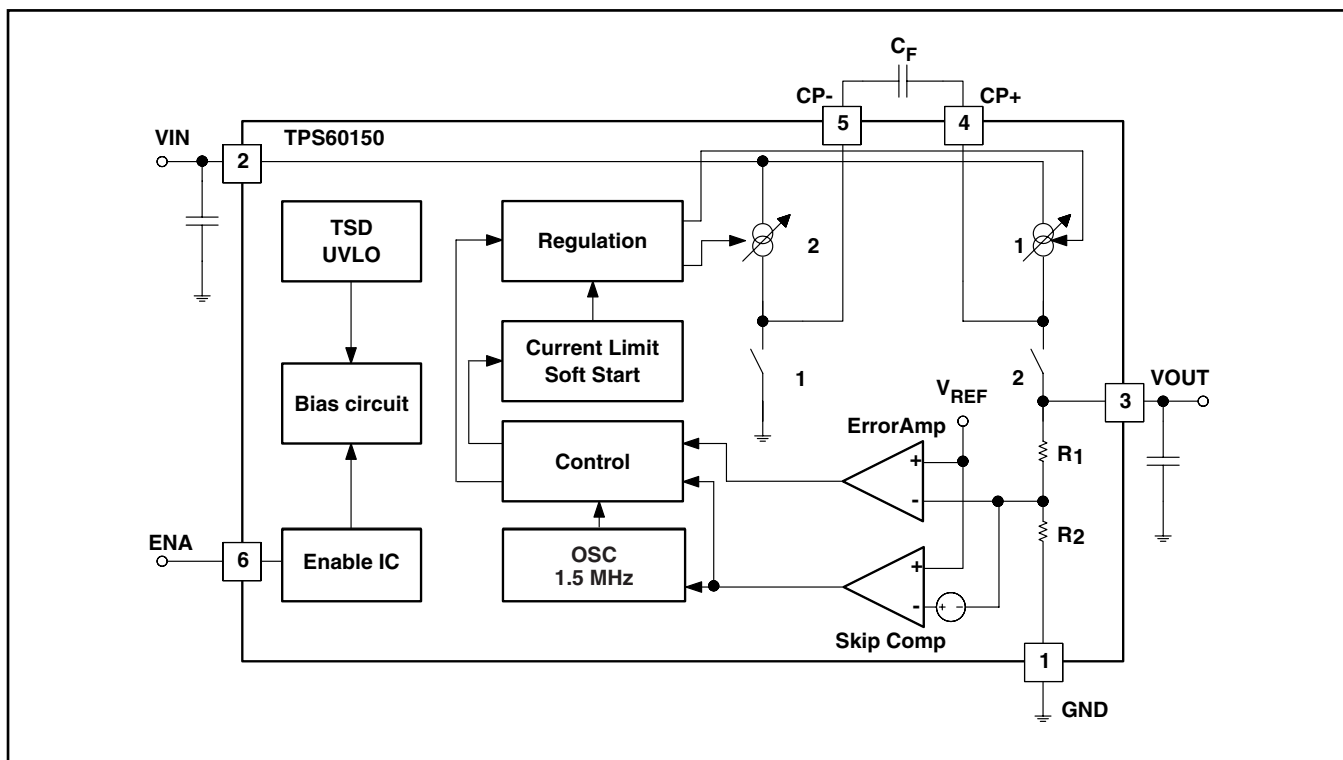 CF
CP-
CP+
5
4
VIN
TPS60150
2
TSD
UVLO
Regulation
2
1
Current Limit
Soft Start
1
2
VOUT
3
Bias circuit
VREF
ErrorAmp
R1
Control
+
-
R2
ENA
6
Enable IC
OSC
1.5 MHz
+
-
+ -
Skip Comp
1
GND